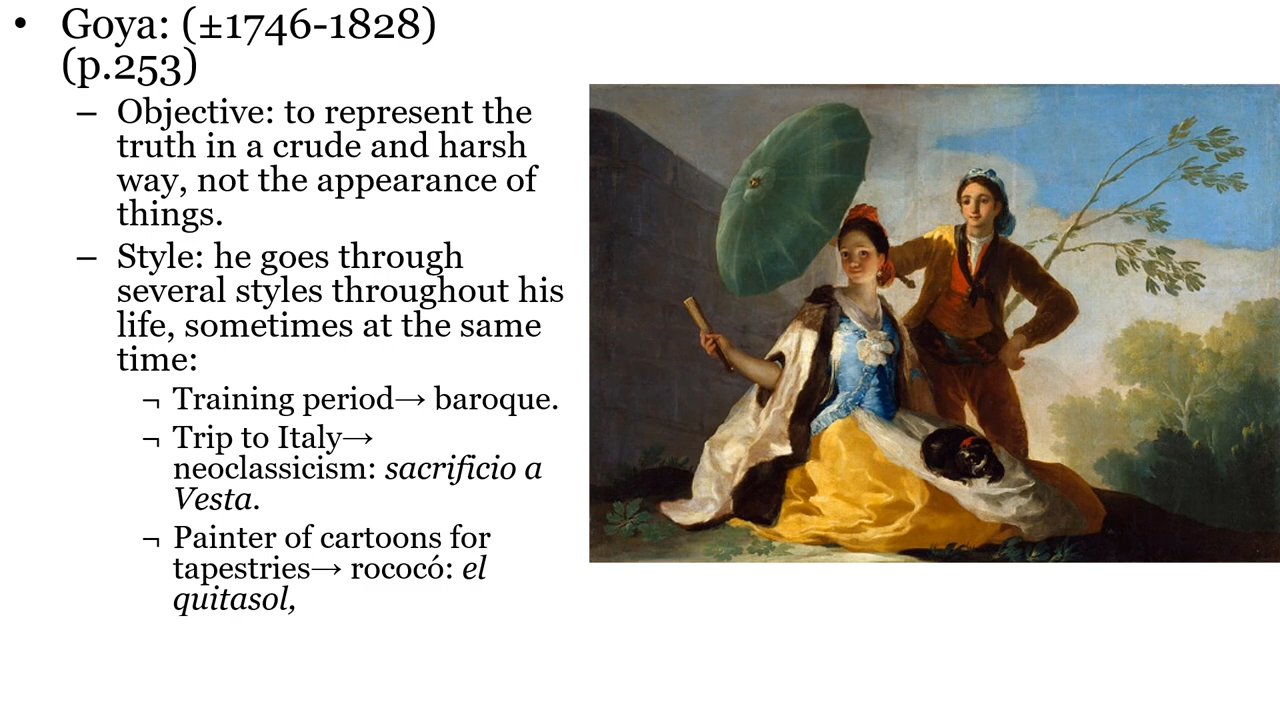 • Goya: (±1746-1828)
(p.253)
– Objective: to represent the
truth in a crude and harsh
way, not the appearance of
things.
– Style: he goes through
several styles throughout his
life, sometimes at the same
time:
¬ Training period→ baroque.
¬ Trip to Italy→
neoclassicism: sacrificio a
Vesta.
¬ Painter of cartoons for
tapestries→ rococó: el
quitasol,